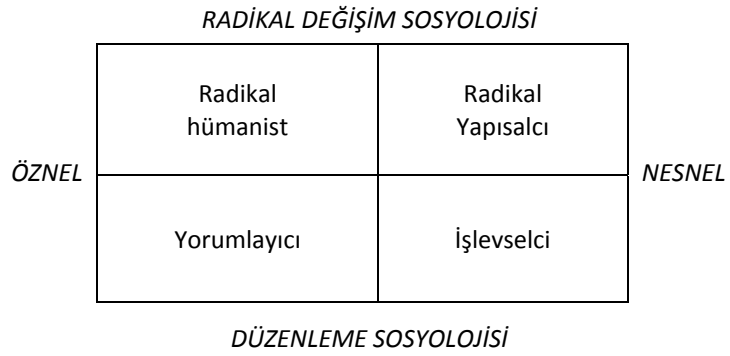 RADİKAL DEĞİŞİM SOSYOLOJİSİ
Radikal
hümanist
Radikal
Yapısalcı
ÖZNEL
NESNEL
Yorumlayıcı
İşlevselci
DÜZENLEME SOSYOLOJİSİ